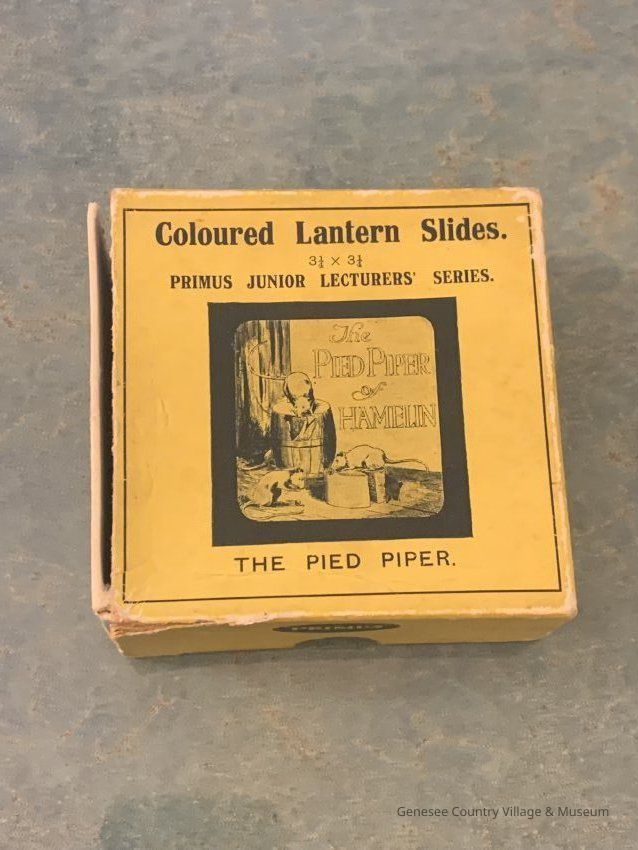 Coloured Lantern Slides.
3¼ × 3¼
PRIMUS JUNIOR LECTURERS' SERIES.
The
PIED PIPER
of
HAMELIN
THE PIED PIPER.
PRIMUS
Genesee Country Village & Museum